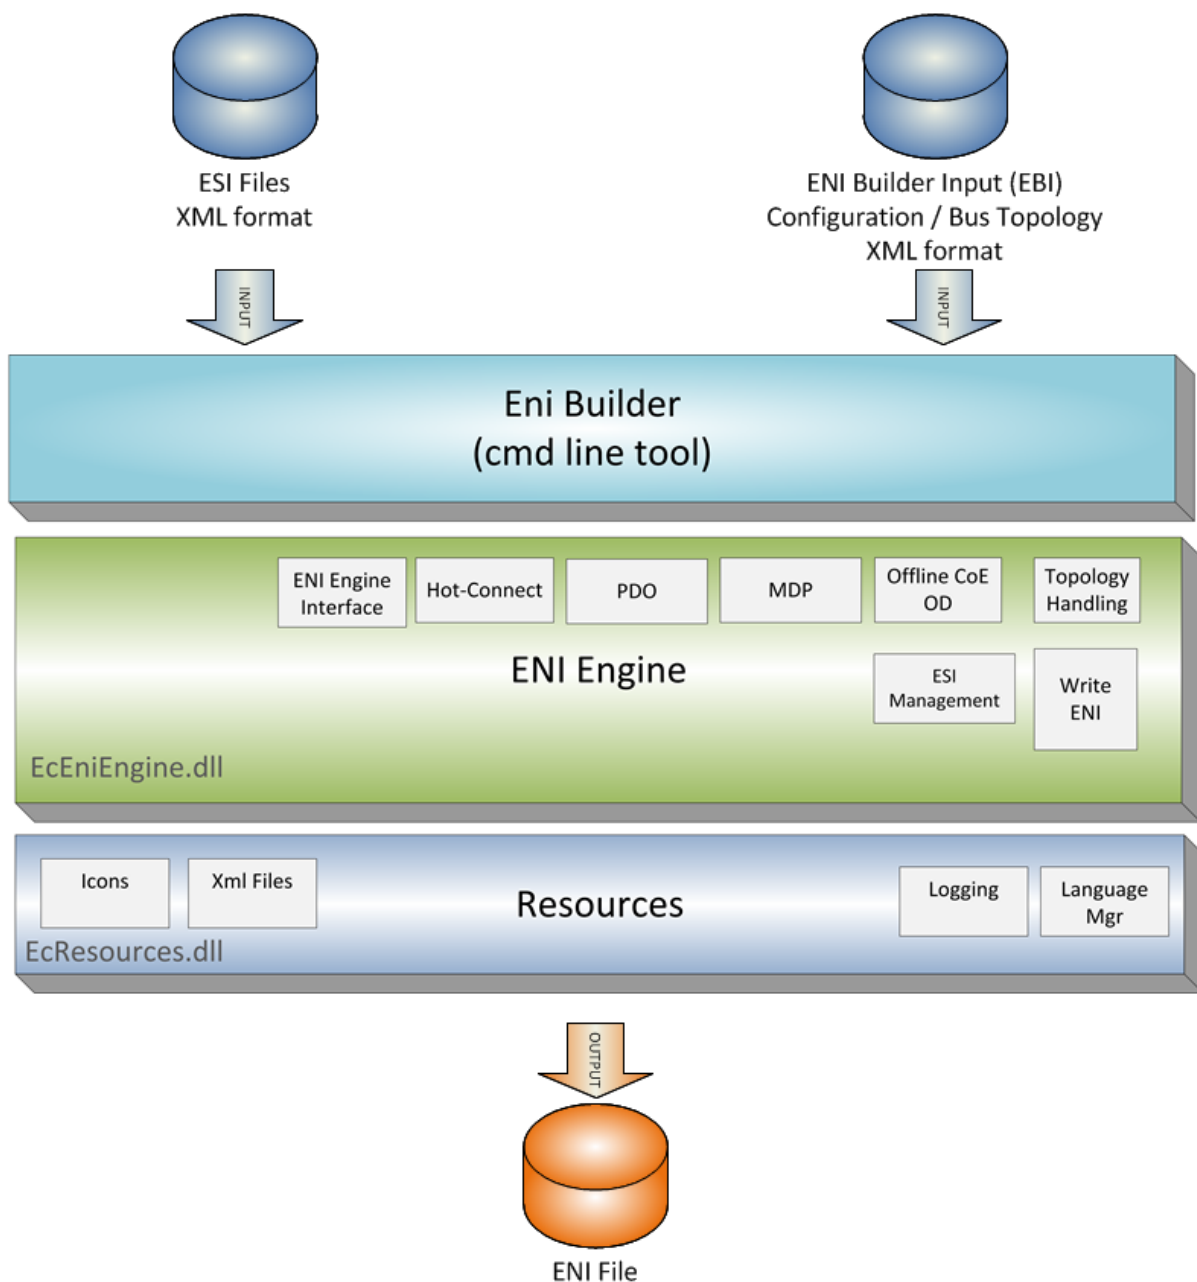 ESI Files
XML format
ENI Builder Input (EBI)
Configuration / Bus Topology
XML format
INPUT
INPUT
Eni Builder
(cmd line tool)
ENI Engine
Interface
Hot-Connect
PDO
MDP
Offline CoE
OD
Topology
Handling
ENI Engine
ESI
Management
Write
ENI
EcEniEngine.dll
Icons
Xml Files
Resources
Logging
Language
Mgr
EcResources.dll
OUTPUT
ENI File